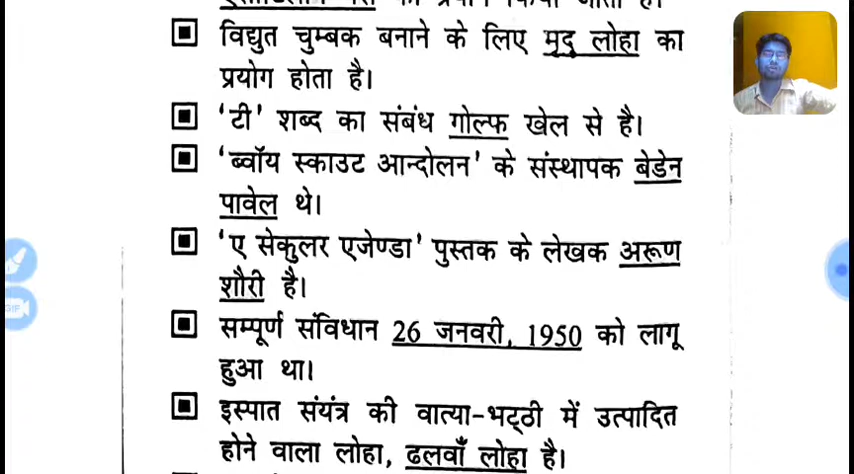 विद्युत चुम्बक बनाने के लिए मृदु लोहा का
प्रयोग होता है।
'टी' शब्द का संबंध गोल्फ खेल से है।
'ब्वॉय स्काउट आन्दोलन' के संस्थापक बेडेन
पावेल थे।
'ए सेकुलर एजेण्डा' पुस्तक के लेखक अरूण
शौरी है।
सम्पूर्ण संविधान 26 जनवरी, 1950 को लागू
हुआ था।
इस्पात संयंत्र की वात्या-भट्ठी में उत्पादित
होने वाला लोहा, ढलवाँ लोहा है।
GIF